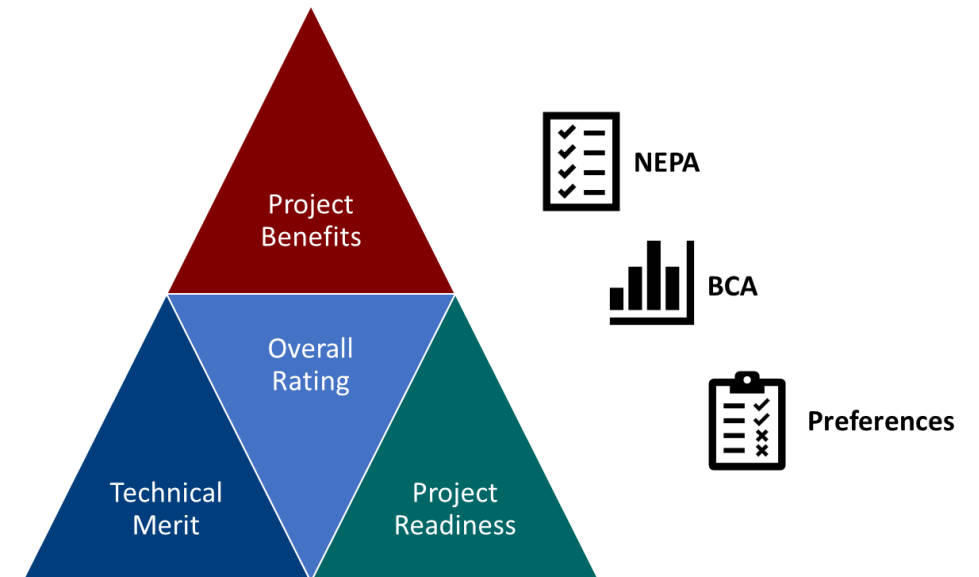 Project
Benefits
NEPA
BCA
Overall
Rating
Preferences
Technical
Merit
Project
Readiness